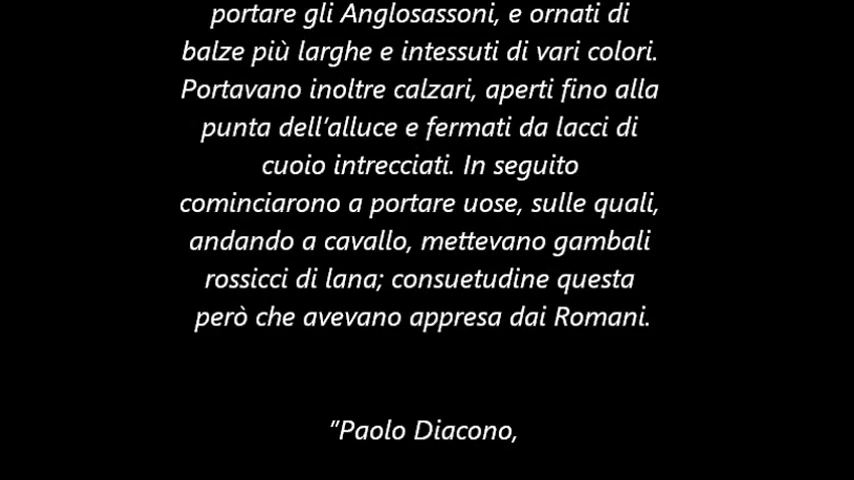 portare gli Anglosassoni, e ornati di
balze più larghe e intessuti di vari colori.
Portavano inoltre calzari, aperti fino alla
punta dell’alluce e fermati da lacci di
cuoio intrecciati. In seguito
cominciarono a portare uose, sulle quali,
andando a cavallo, mettevano gambali
rossicci di lana; consuetudine questa
però che avevano appresa dai Romani.
”Paolo Diacono,